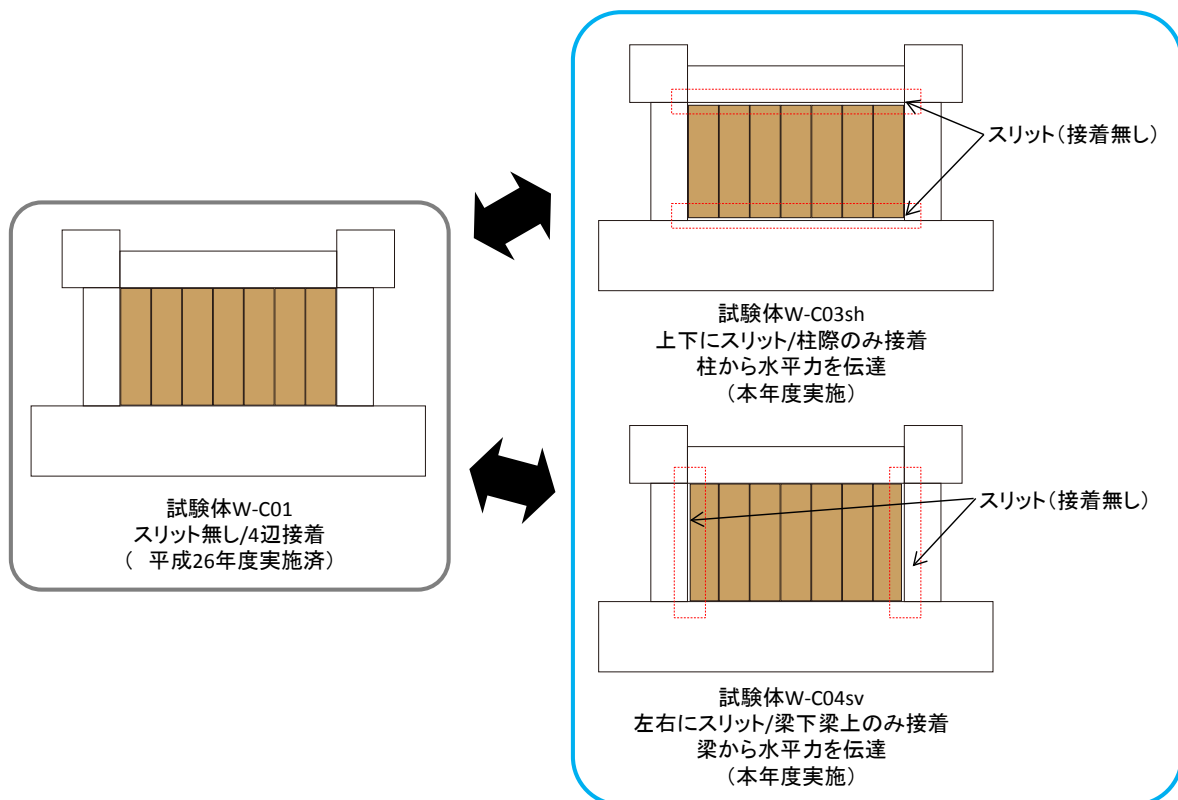 試験体W-C01
スリット無し/4辺接着
（　平成26年度実施済）
スリット（接着無し）
試験体W-C03sh
上下にスリット/柱際のみ接着
柱から水平力を伝達
（本年度実施）
スリット（接着無し）
試験体W-C04sv
左右にスリット/梁下梁上のみ接着
梁から水平力を伝達
（本年度実施）